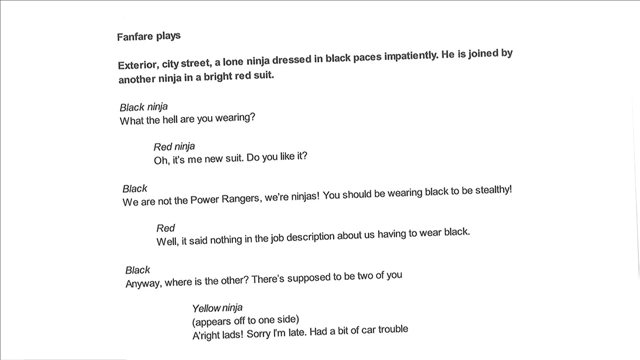 Fanfare plays
Exterior, city street, a lone ninja dressed in black paces impatiently. He is joined by
another ninja in a bright red suit.
Black ninja
What the hell are you wearing?
Red ninja
Oh, it's me new suit. Do you like it?
Black
We are not the Power Rangers, we're ninjas! You should be wearing black to be stealthy!
Red
Well, it said nothing in the job description about us having to wear black.
Black
Anyway, where is the other? There's supposed to be two of you
Yellow ninja
(appears off to one side)
A'right lads! Sorry I'm late. Had a bit of car trouble